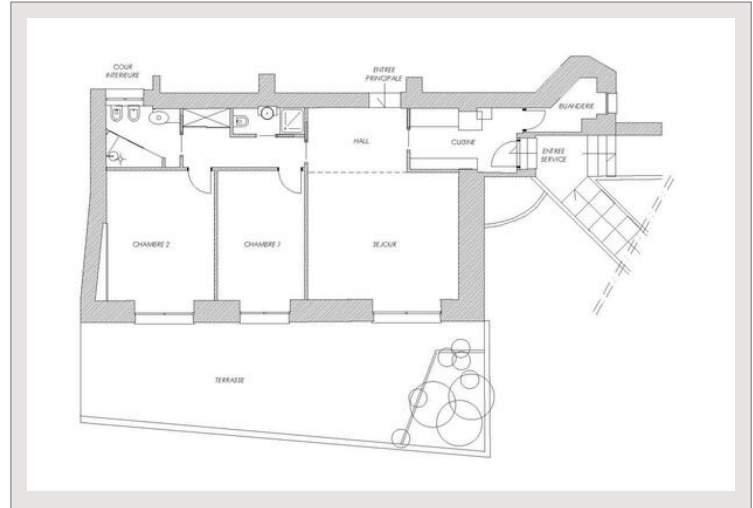 COUR
INTERIEURE
ENTREE
PRINCIPALE
BUANDERIE
HALL
CUISINE
ENTREE
SERVICE
CHAMBRE 2
CHAMBRE 1
SEJOUR
TERRASSE